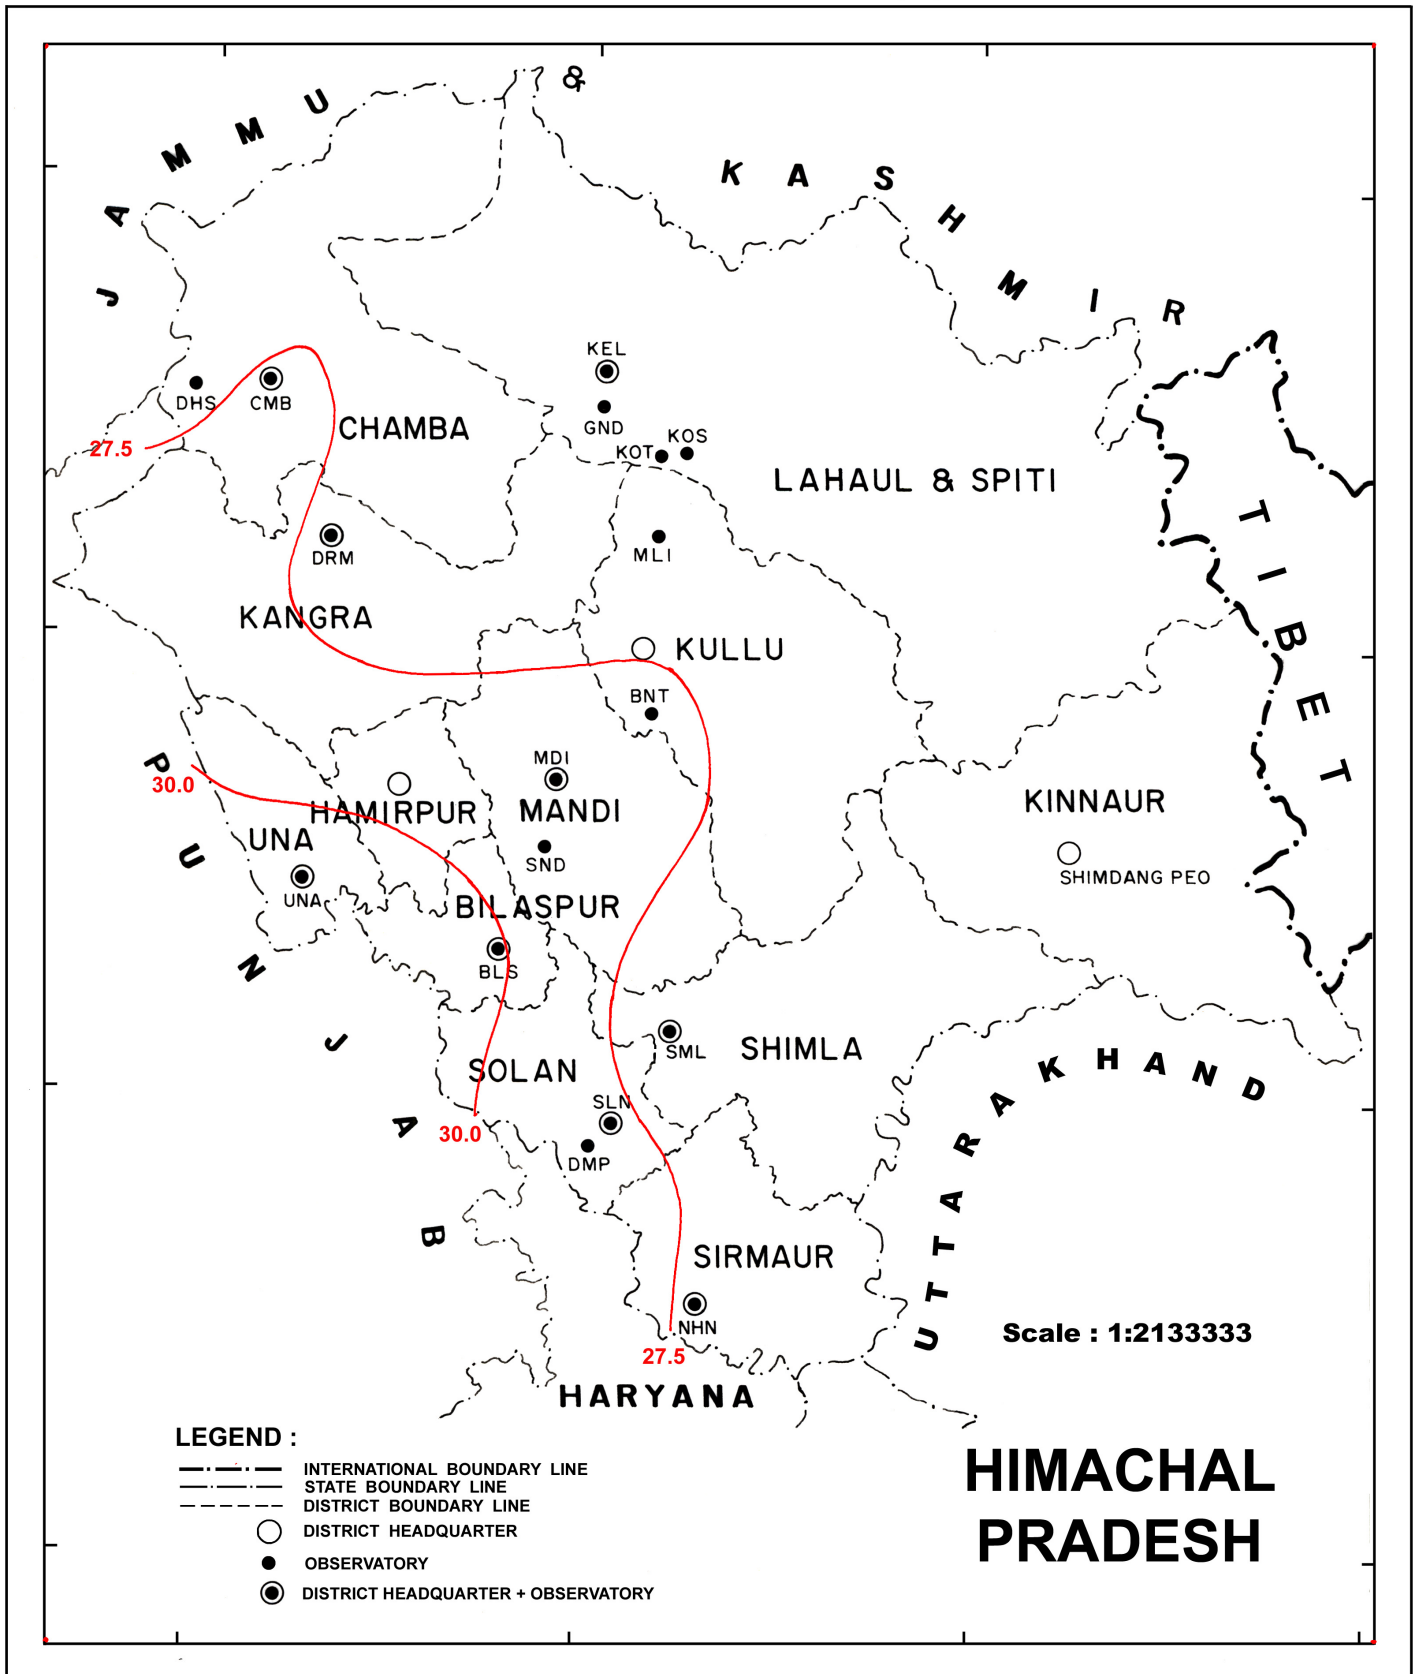 JAMMU & KASHMIR
KEL
DHS
CMB
GND
CHAMBA
27.5
KOT
KOS
LAHAUL & SPITI
TIBET
DRM
MLI
KANGRA
KULLU
BNT
PUNJAB
MDI
30.0
HAMIRPUR
MANDI
KINNAUR
UNA
SND
SHIMDANG PEO
UNA
BILASPUR
BLS
SML
SHIMLA
SOLAN
UTTARAKHAND
SLN
30.0
DMP
SIRMAUR
NHN
Scale : 1:2133333
27.5
HARYANA
LEGEND :
INTERNATIONAL BOUNDARY LINE
STATE BOUNDARY LINE
DISTRICT BOUNDARY LINE
DISTRICT HEADQUARTER
OBSERVATORY
DISTRICT HEADQUARTER + OBSERVATORY
HIMACHAL
PRADESH